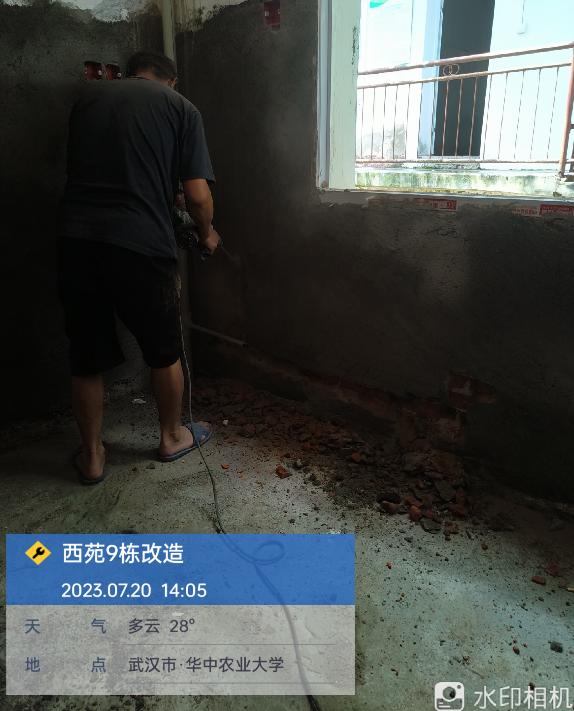 西苑9栋改造
2023.07.20 14:05
天 气 多云 28°
地 点 武汉市·华中农业大学
水印相机